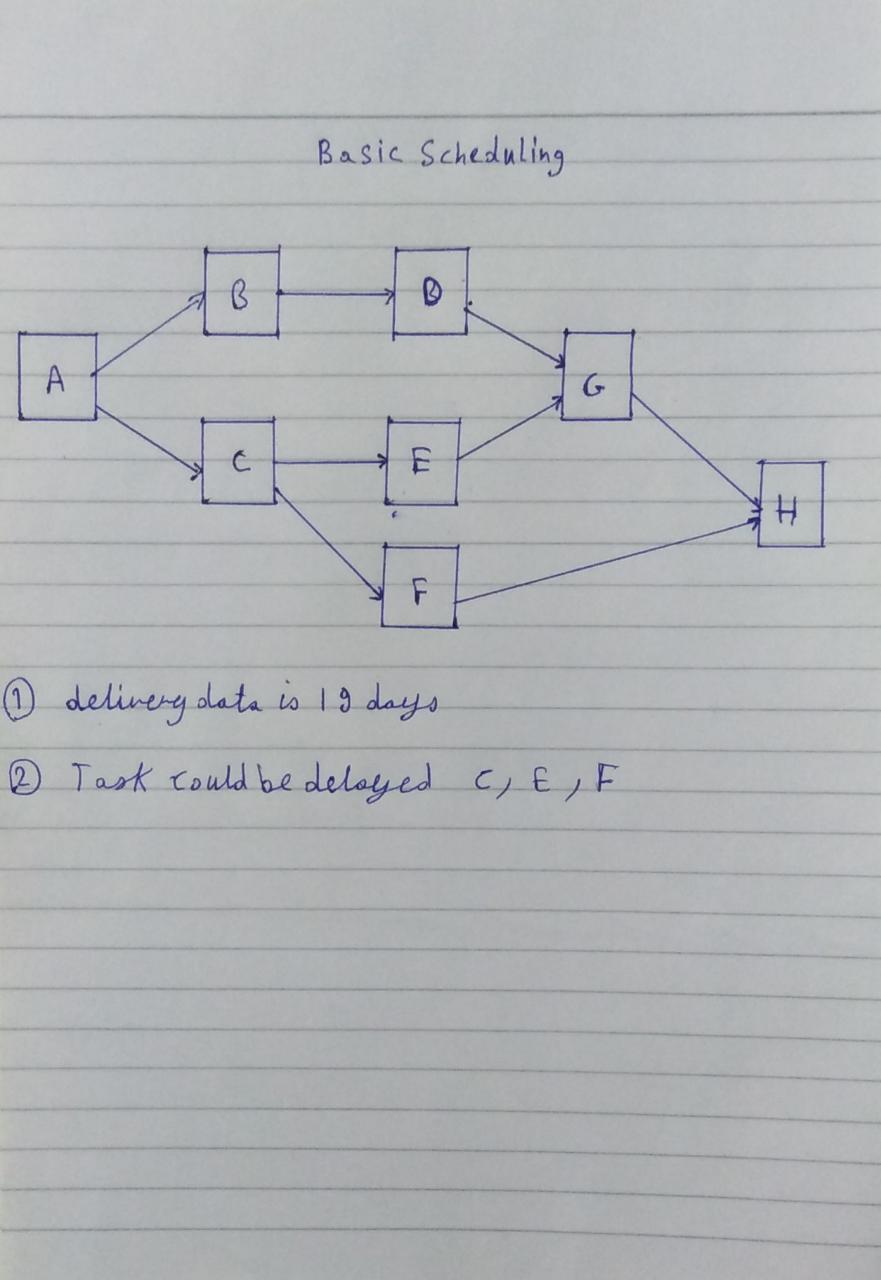 Basic Scheduling
B D
A G
C E
H
F
① delivery data is 19 days
② Task could be delayed C, E, F